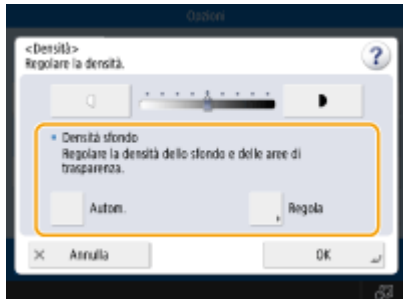 Opzioni
<Densità>
Regolare la densità.
?
Densità sfondo
Regolare la densità dello sfondo e delle aree di
trasparenza.
Autom.
Regola
Annulla
OK